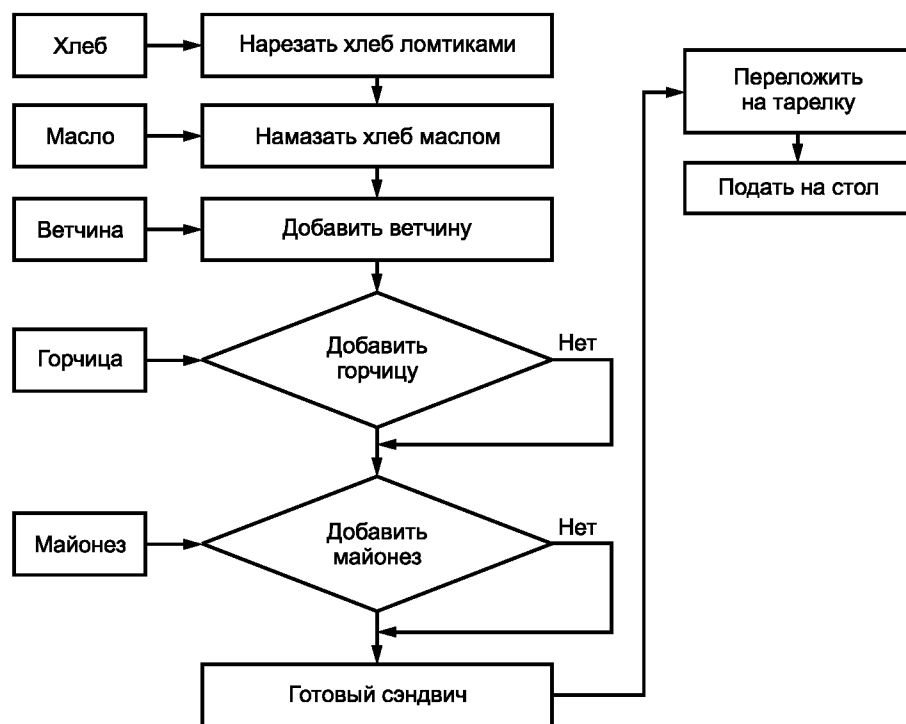 Хлеб
Нарезать хлеб ломтиками
Масло
Намазать хлеб маслом
Ветчина
Добавить ветчину
Горчица
Добавить
горчицу
Нет
Майонез
Добавить
майонез
Нет
Готовый сэндвич
Переложить
на тарелку
Подать на стол